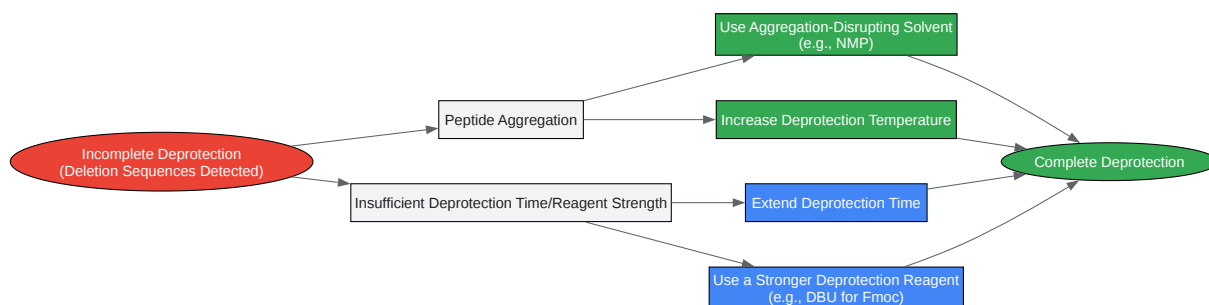 Incomplete Deprotection
(Deletion Sequences Detected)
Peptide Aggregation
Insufficient Deprotection Time/Reagent Strength
Use Aggregation-Disrupting Solvent
(e.g., NMP)
Increase Deprotection Temperature
Extend Deprotection Time
Use a Stronger Deprotection Reagent
(e.g., DBU for Fmoc)
Complete Deprotection